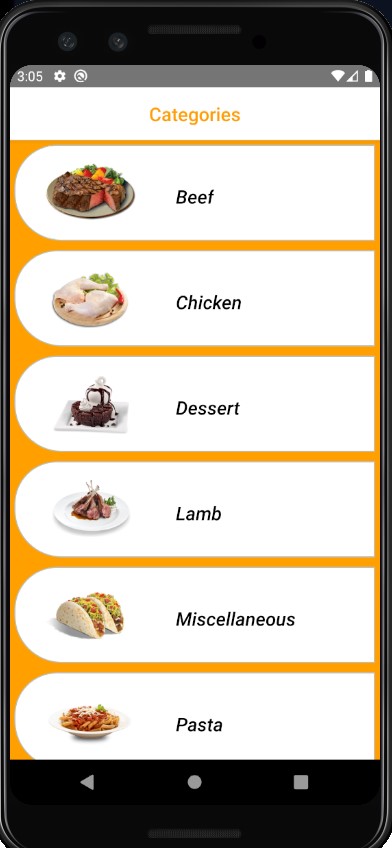 3:05
Categories
Beef
Chicken
Dessert
Lamb
Miscellaneous
Pasta